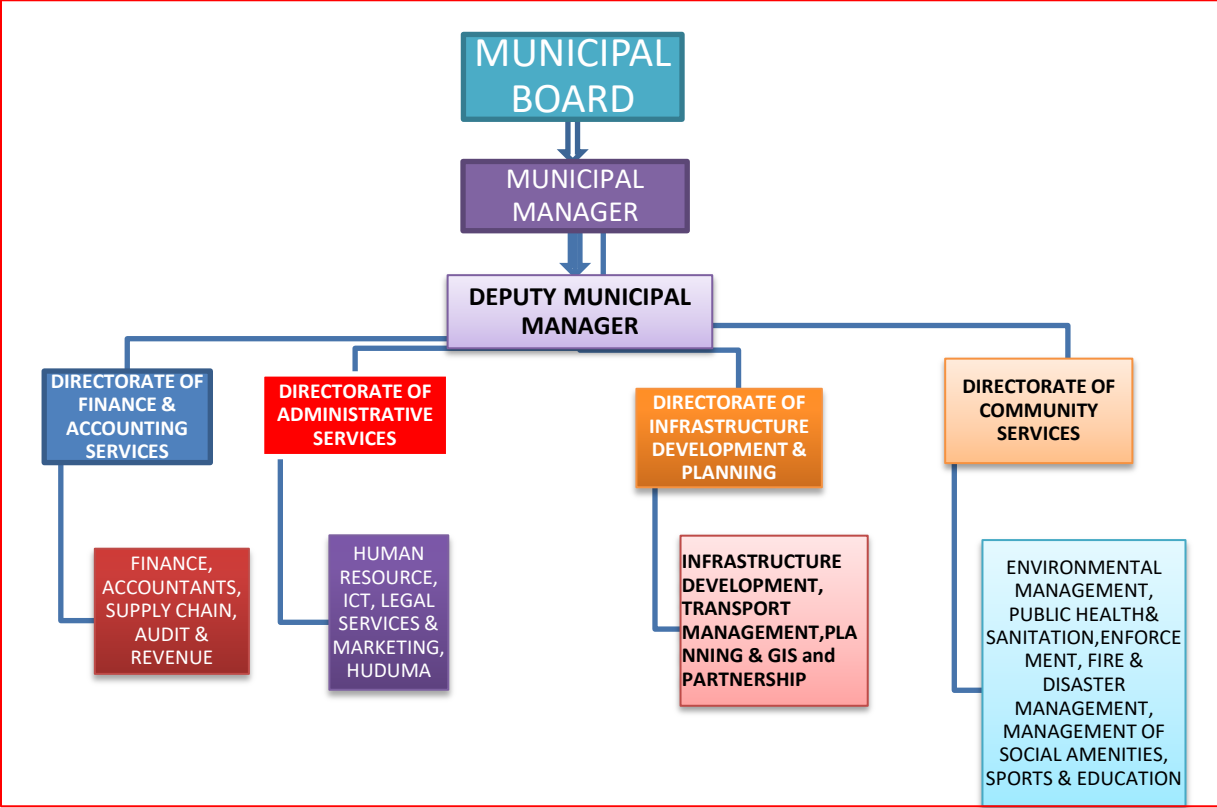 MUNICIPAL
BOARD
MUNICIPAL
MANAGER
DEPUTY MUNICIPAL
MANAGER
DIRECTORATE OF
FINANCE &
ACCOUNTING
SERVICES
DIRECTORATE OF
ADMINISTRATIVE
SERVICES
DIRECTORATE OF
INFRASTRUCTURE
DEVELOPMENT &
PLANNING
DIRECTORATE OF
COMMUNITY
SERVICES
FINANCE,
ACCOUNTANTS,
SUPPLY CHAIN,
AUDIT &
REVENUE
HUMAN
RESOURCE,
ICT, LEGAL
SERVICES &
MARKETING,
HUDUMA
INFRASTRUCTURE
DEVELOPMENT,
TRANSPORT
MANAGEMENT,PLA
NNING & GIS and
PARTNERSHIP
ENVIRONMENTAL
MANAGEMENT,
PUBLIC HEALTH&
SANITATION,ENFORCE
MENT, FIRE &
DISASTER
MANAGEMENT,
MANAGEMENT OF
SOCIAL AMENITIES,
SPORTS & EDUCATION